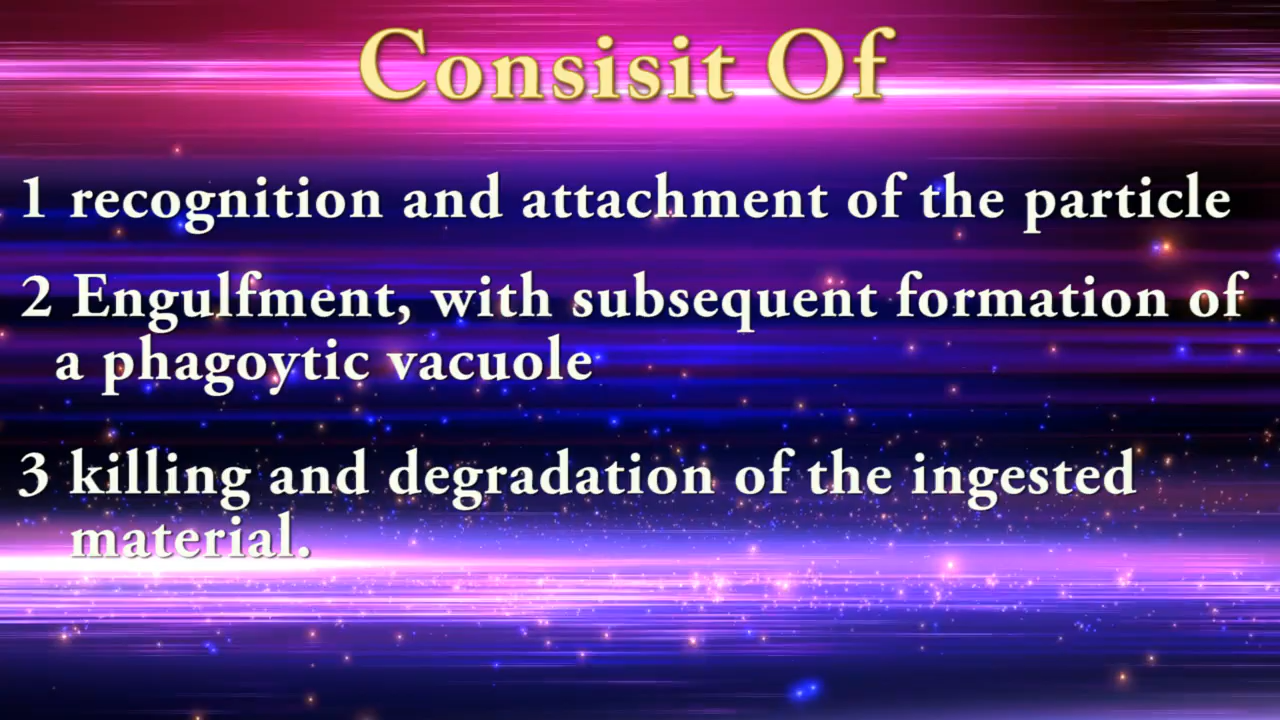 Consisit Of
1 recognition and attachment of the particle
2 Engulfment, with subsequent formation of
a phagoytic vacuole
3 killing and degradation of the ingested
material.